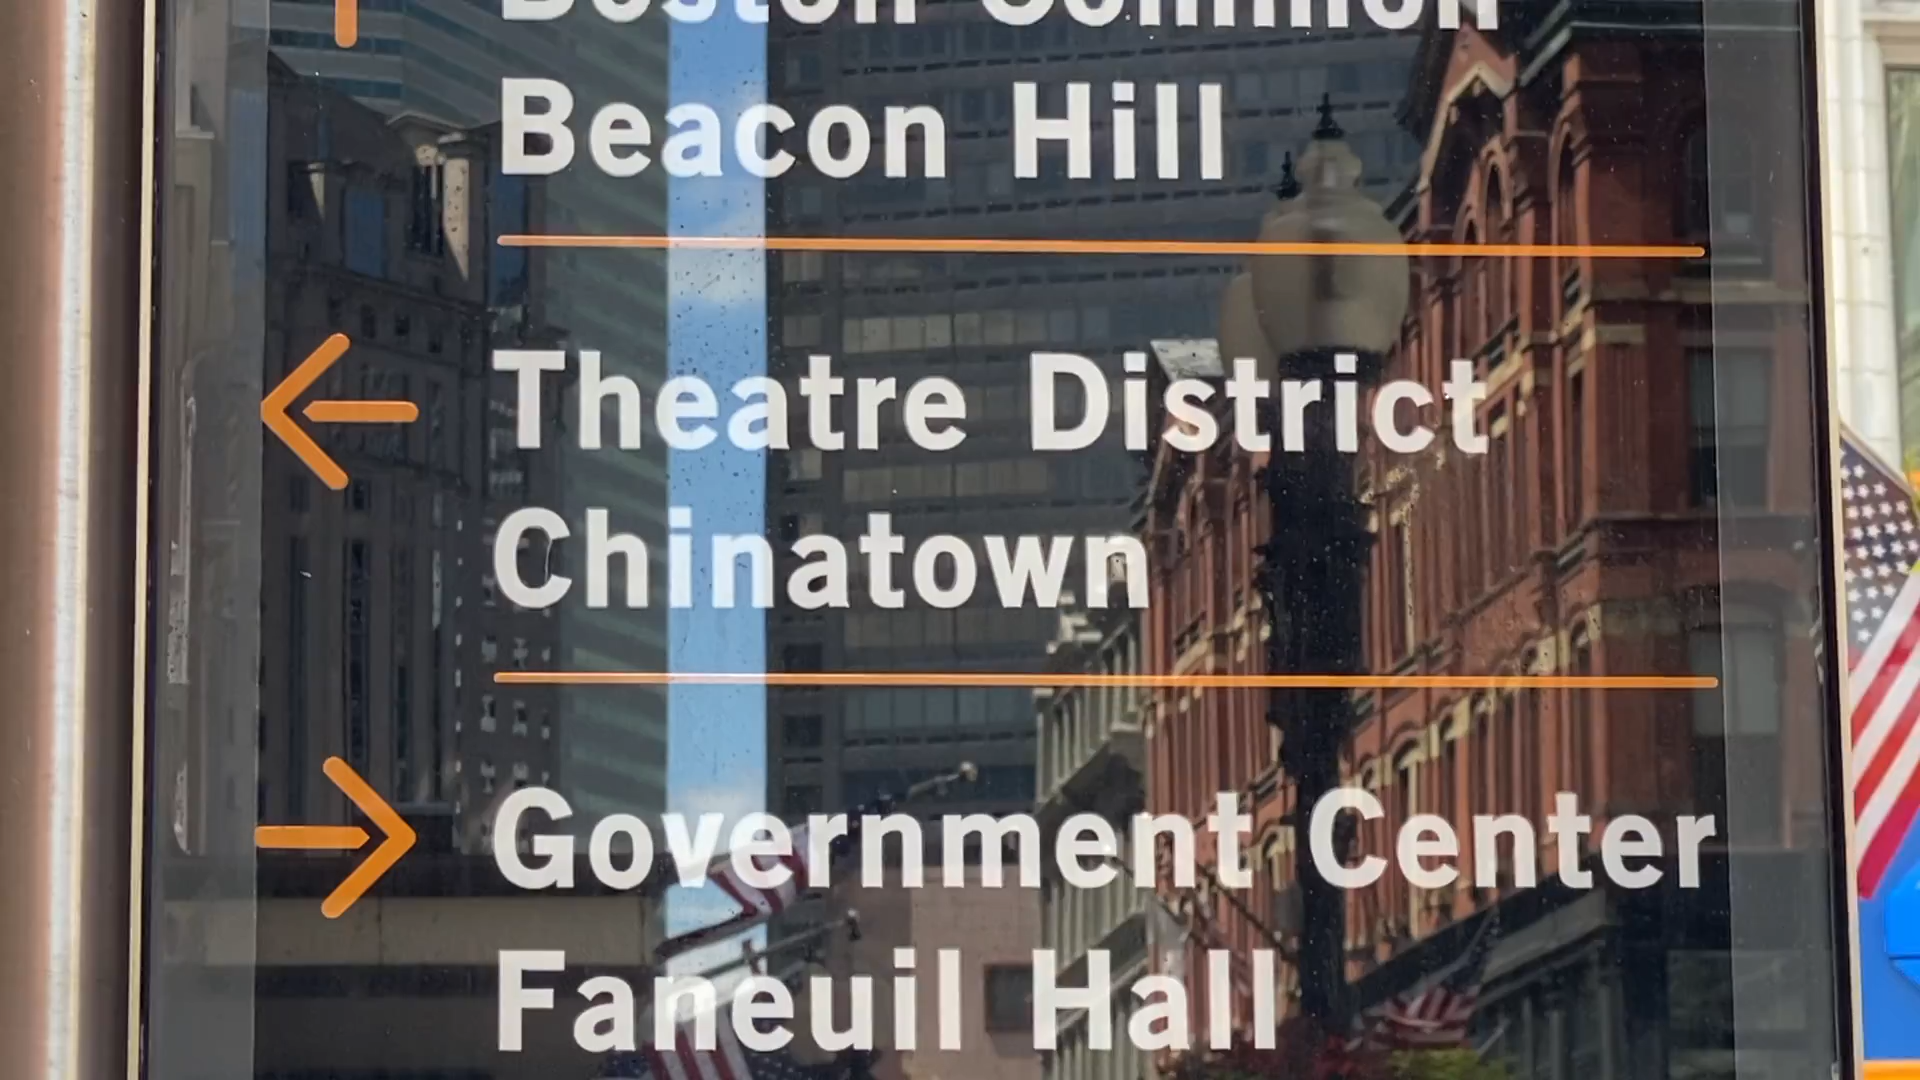 Boston Common
Beacon Hill
Theatre District
Chinatown
Government Center
Faneuil Hall